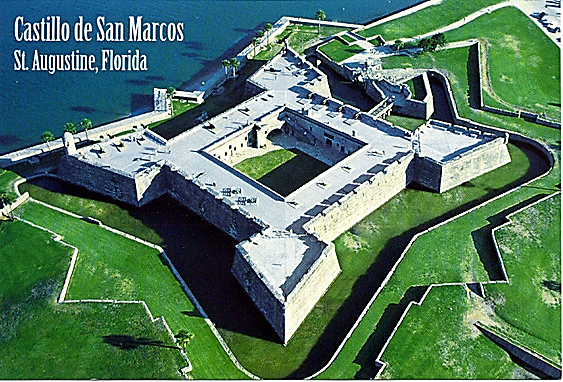 Castillo de San Marcos
St. Augustine, Florida